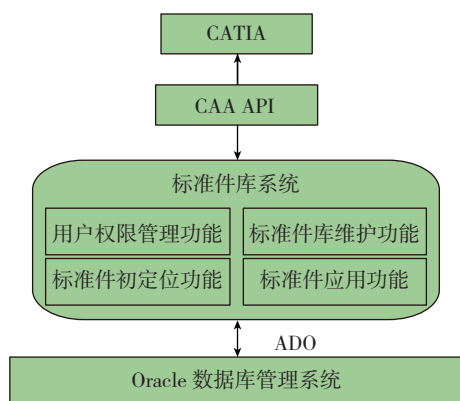 CATIA
CAA API
标准件库系统
用户权限管理功能
标准件库维护功能
标准件初定位功能
标准件应用功能
ADO
Oracle 数据库管理系统